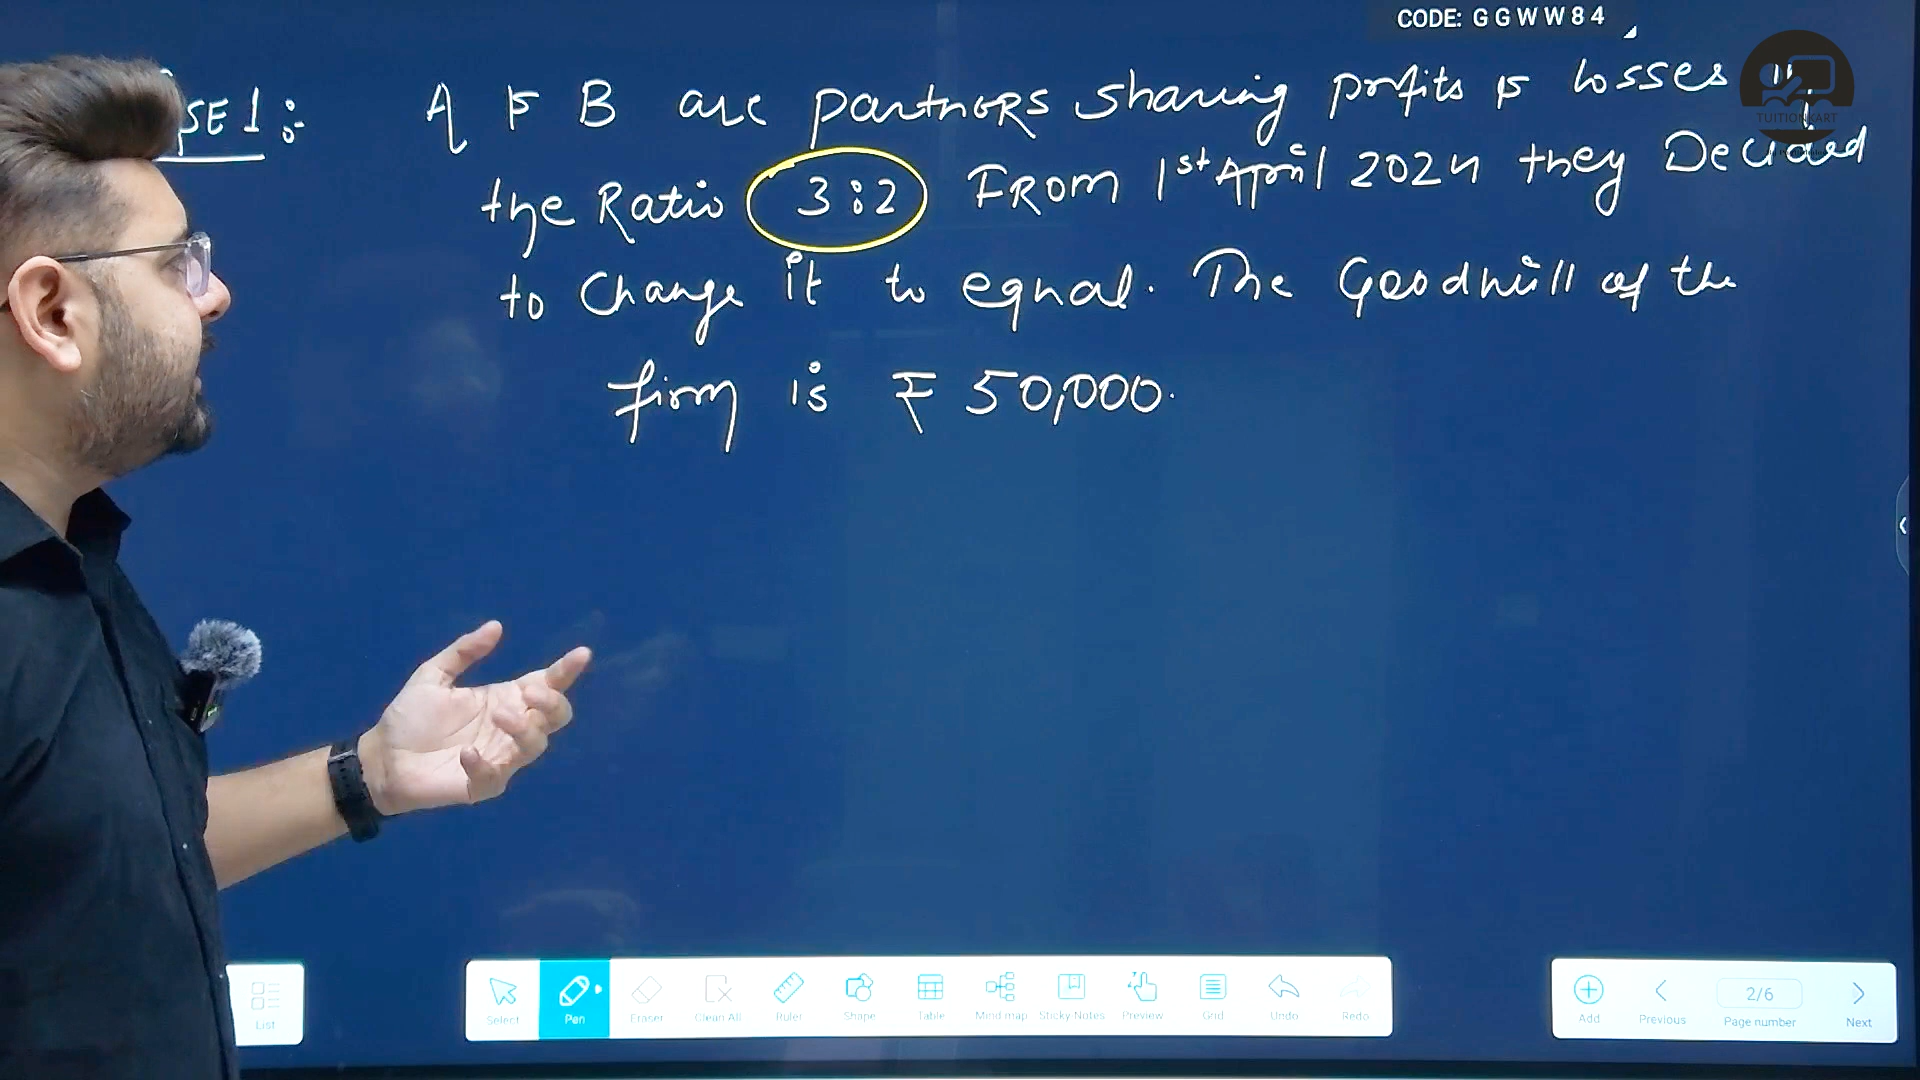 CODE: GGWW84
TUITIONKART
SE 1:- A & B are partners sharing profits & losses in
the Ratio 3:2 FROM 1st April 2024 they Decided
to Change it to equal. The Goodwill of the
firm is ₹ 50,000.
List
Select Pen Eraser Clean All Ruler Shape Table Mind map Sticky Notes Preview Grid Undo Redo
Add Previous 2/6 Page number Next